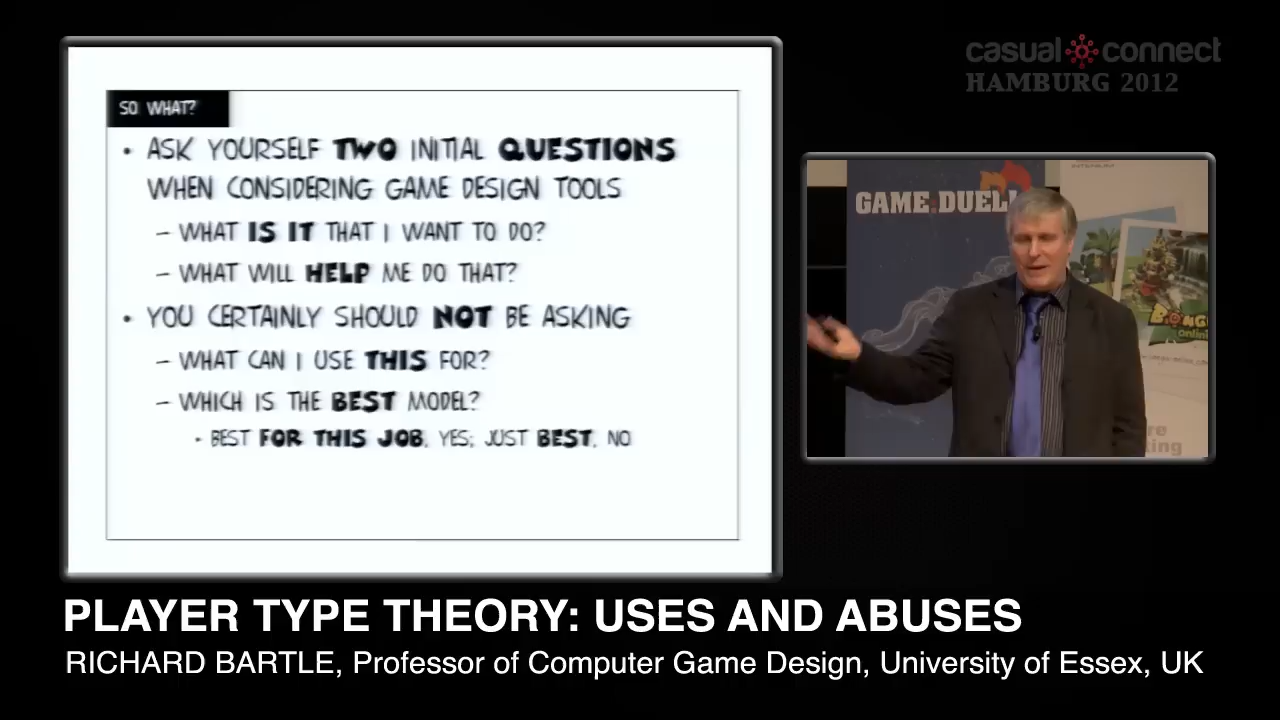 casual connect
HAMBURG 2012
SO WHAT?
• ASK YOURSELF TWO INITIAL QUESTIONS
WHEN CONSIDERING GAME DESIGN TOOLS
– WHAT IS IT THAT I WANT TO DO?
– WHAT WILL HELP ME DO THAT?
• YOU CERTAINLY SHOULD NOT BE ASKING
– WHAT CAN I USE THIS FOR?
– WHICH IS THE BEST MODEL?
• BEST FOR THIS JOB, YES; JUST BEST, NO
GAME DUELL
online
PLAYER TYPE THEORY: USES AND ABUSES
RICHARD BARTLE, Professor of Computer Game Design, University of Essex, UK